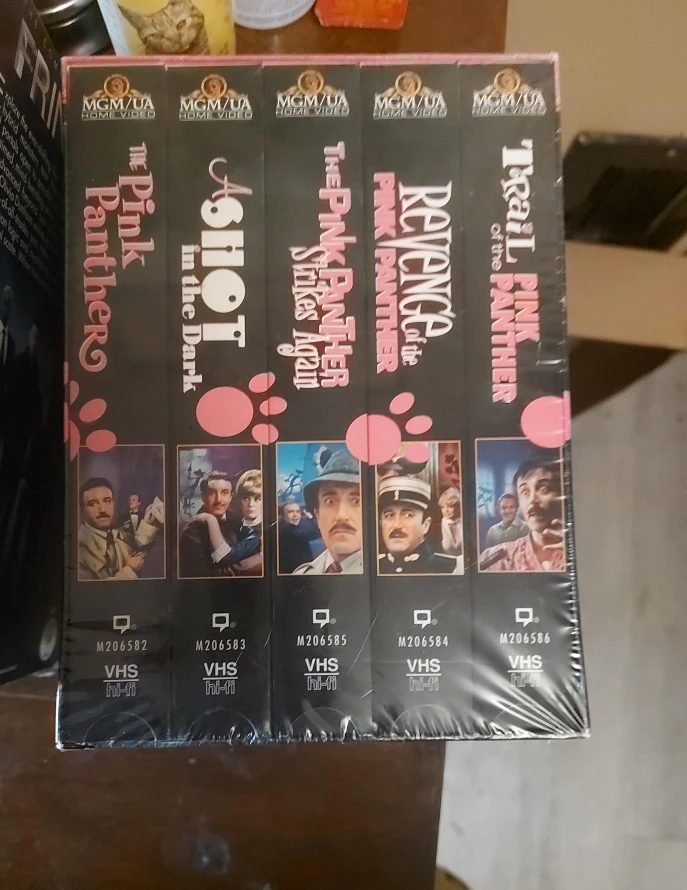 FRI
MGM/UA
HOME VIDEO
THE Pink
Panther
M206582
VHS
hi-fi
MGM/UA
HOME VIDEO
A
SHOT
in the Dark
M206583
VHS
hi-fi
MGM/UA
HOME VIDEO
THE PINK PANTHER
Strikes Again
M206585
VHS
hi-fi
MGM/UA
HOME VIDEO
REVENGE of the
PINK PANTHER
M206584
VHS
hi-fi
MGM/UA
HOME VIDEO
TRAIL
of the PINK
PANTHER
M206586
VHS
hi-fi